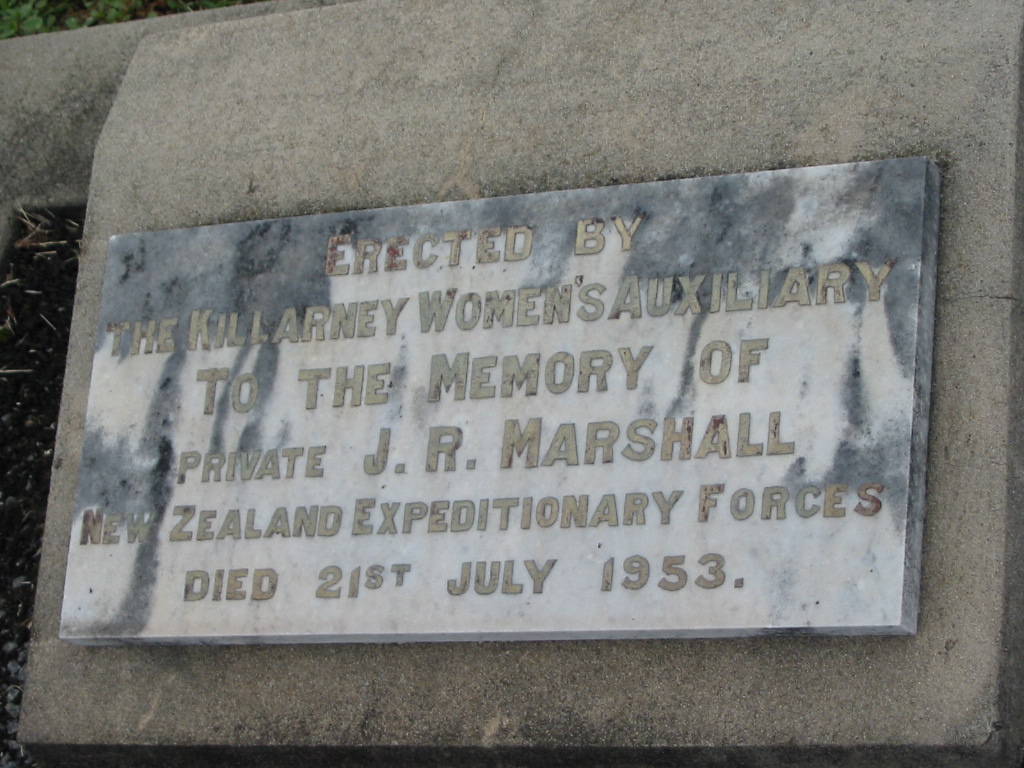 ERECTED BY
THE KILLARNEY WOMEN'S AUXILIARY
TO THE MEMORY OF
PRIVATE J. R. MARSHALL
NEW ZEALAND EXPEDITIONARY FORCES
DIED 21ST JULY 1953.